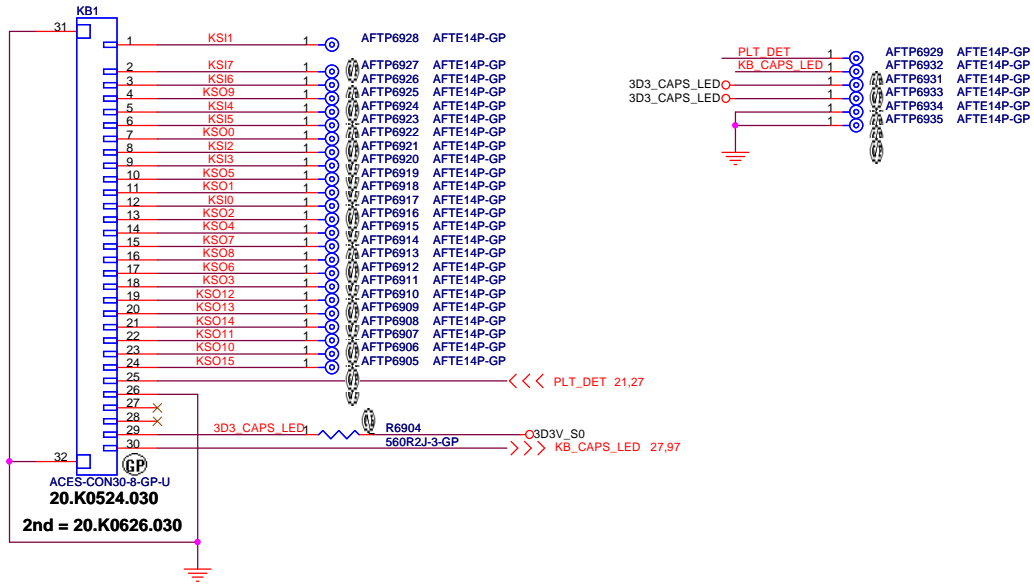 KB1
31
1 KSI1 1 AFTP6928 AFTE14P-GP
2 KSI7 1 AFTP6927 AFTE14P-GP
3 KSI6 1 AFTP6926 AFTE14P-GP
4 KSO9 1 AFTP6925 AFTE14P-GP
5 KSI4 1 AFTP6924 AFTE14P-GP
6 KSI5 1 AFTP6923 AFTE14P-GP
7 KSO0 1 AFTP6922 AFTE14P-GP
8 KSI2 1 AFTP6921 AFTE14P-GP
9 KSI3 1 AFTP6920 AFTE14P-GP
10 KSO5 1 AFTP6919 AFTE14P-GP
11 KSO1 1 AFTP6918 AFTE14P-GP
12 KSI0 1 AFTP6917 AFTE14P-GP
13 KSO2 1 AFTP6916 AFTE14P-GP
14 KSO4 1 AFTP6915 AFTE14P-GP
15 KSO7 1 AFTP6914 AFTE14P-GP
16 KSO8 1 AFTP6913 AFTE14P-GP
17 KSO6 1 AFTP6912 AFTE14P-GP
18 KSO3 1 AFTP6911 AFTE14P-GP
19 KSO12 1 AFTP6910 AFTE14P-GP
20 KSO13 1 AFTP6909 AFTE14P-GP
21 KSO14 1 AFTP6908 AFTE14P-GP
22 KSO11 1 AFTP6907 AFTE14P-GP
23 KSO10 1 AFTP6906 AFTE14P-GP
24 KSO15 1 AFTP6905 AFTE14P-GP
25 PLT_DET 21,27
26
27
28
29 3D3_CAPS_LED 1 R6904 3D3V_S0
560R2J-3-GP
30 KB_CAPS_LED 27,97
32
GP
ACES-CON30-8-GP-U
20.K0524.030
2nd = 20.K0626.030
PLT_DET 1 AFTP6929 AFTE14P-GP
KB_CAPS_LED 1 AFTP6932 AFTE14P-GP
3D3_CAPS_LED 1 AFTP6931 AFTE14P-GP
3D3_CAPS_LED 1 AFTP6933 AFTE14P-GP
1 AFTP6934 AFTE14P-GP
1 AFTP6935 AFTE14P-GP